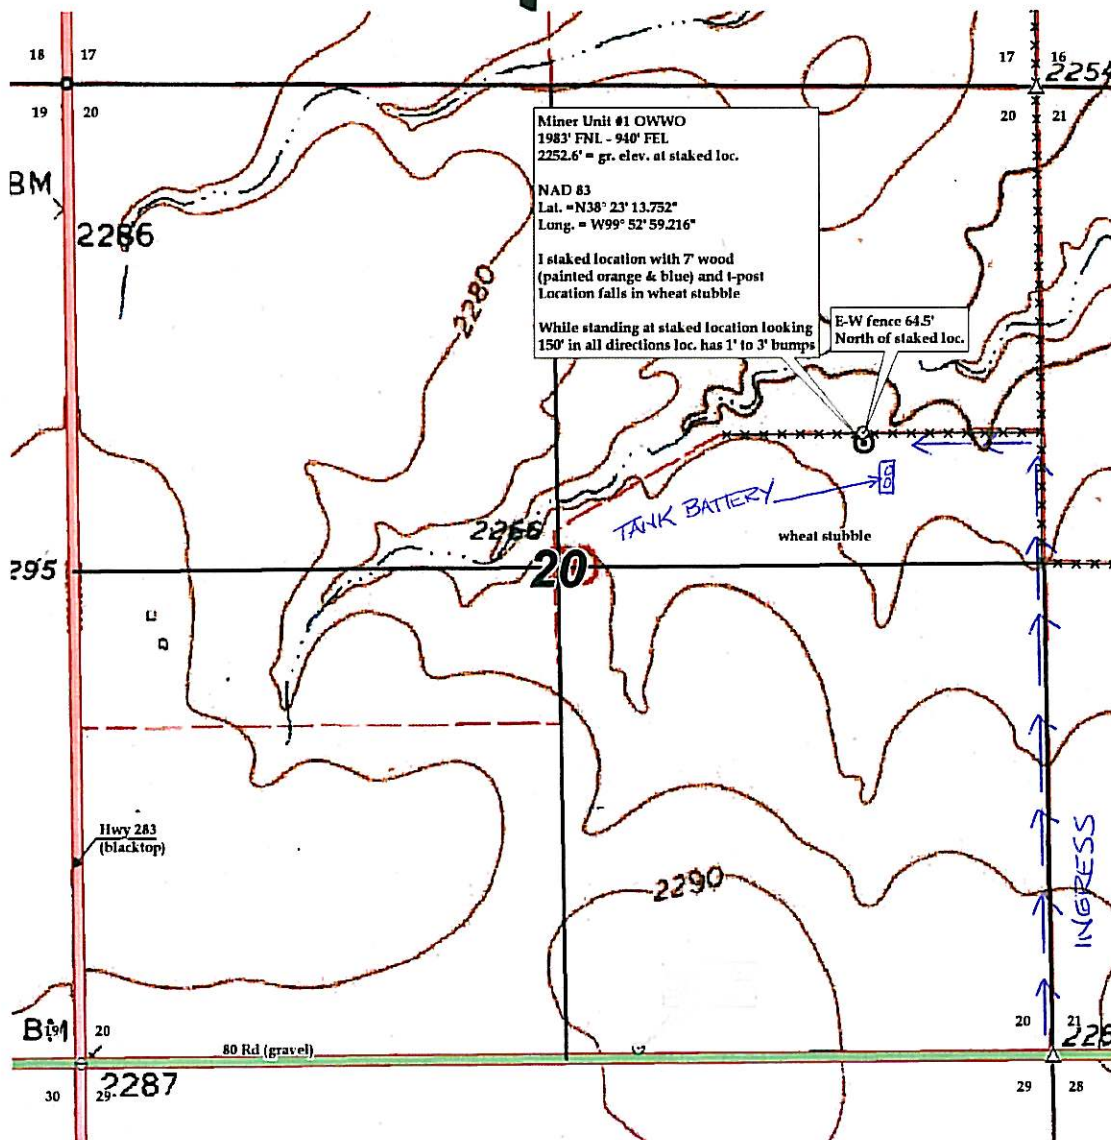 18 17
17 16
2254
19 20
20 21
BM
2286
Miner Unit #1 OWWO
1983' FNL - 940' FEL
2252.6' = gr. elev. at staked loc.
NAD 83
Lat. = N38° 23' 13.752"
Long. = W99° 52' 59.216"
I staked location with 7' wood
(painted orange & blue) and t-post
Location falls in wheat stubble
While standing at staked location looking
150' in all directions loc. has 1' to 3' bumps
E-W fence 64.5'
North of staked loc.
2280
TANK BATTERY
2266
wheat stubble
295
20
Hwy 283
(blacktop)
2290
INGRESS
BM
19 20
20 21
80 Rd (gravel)
226
2287
30 29
29 28